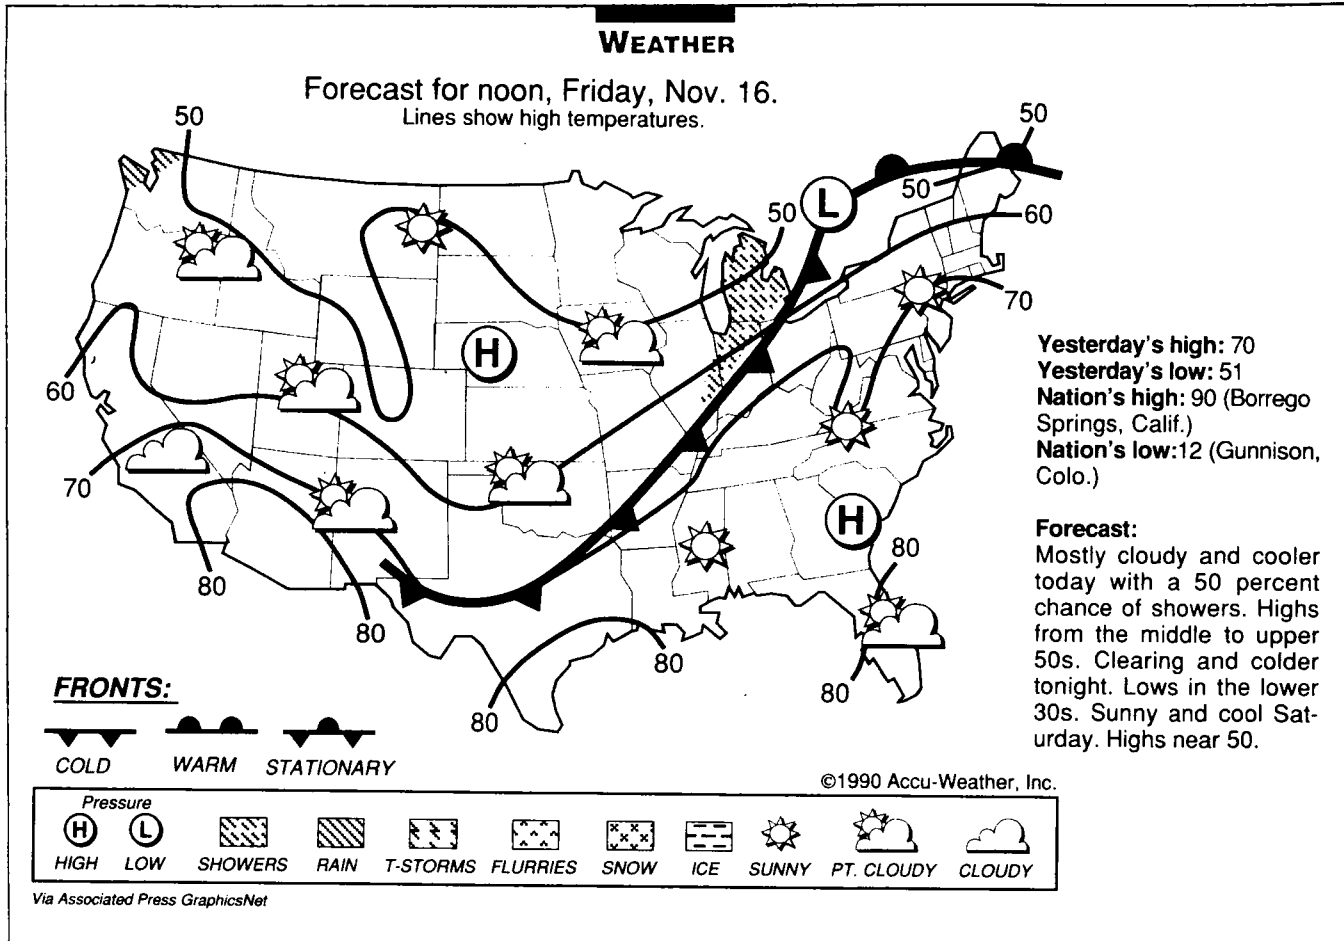 WEATHER
Forecast for noon, Friday, Nov. 16.
Lines show high temperatures.
50
50
50
50
60
70
60
70
80
80
80
80
80
80
L
H
H
Yesterday's high: 70
Yesterday's low: 51
Nation's high: 90 (Borrego
Springs, Calif.)
Nation's low:12 (Gunnison,
Colo.)
Forecast:
Mostly cloudy and cooler
today with a 50 percent
chance of showers. Highs
from the middle to upper
50s. Clearing and colder
tonight. Lows in the lower
30s. Sunny and cool Sat-
urday. Highs near 50.
FRONTS:
COLD WARM STATIONARY
©1990 Accu-Weather, Inc.
Pressure
H L
HIGH LOW SHOWERS RAIN T-STORMS FLURRIES SNOW ICE SUNNY PT. CLOUDY CLOUDY
Via Associated Press GraphicsNet